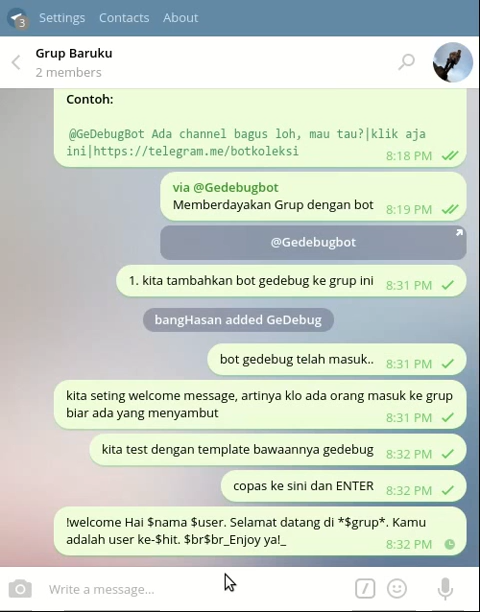 3 Settings Contacts About
Grup Baruku
2 members
Contoh:
@GeDebugBot Ada channel bagus loh, mau tau?|klik aja
ini|https://telegram.me/botkoleksi
8:18 PM
via @Gedebugbot
Memberdayakan Grup dengan bot 8:19 PM
@Gedebugbot
1. kita tambahkan bot gedebug ke grup ini 8:31 PM
bangHasan added GeDebug
bot gedebug telah masuk.. 8:31 PM
kita seting welcome message, artinya klo ada orang masuk ke grup
biar ada yang menyambut 8:31 PM
kita test dengan template bawaannya gedebug 8:32 PM
copas ke sini dan ENTER 8:32 PM
!welcome Hai $nama $user. Selamat datang di *$grup*. Kamu
adalah user ke-$hit. $br$br_Enjoy ya!_ 8:32 PM
Write a message...